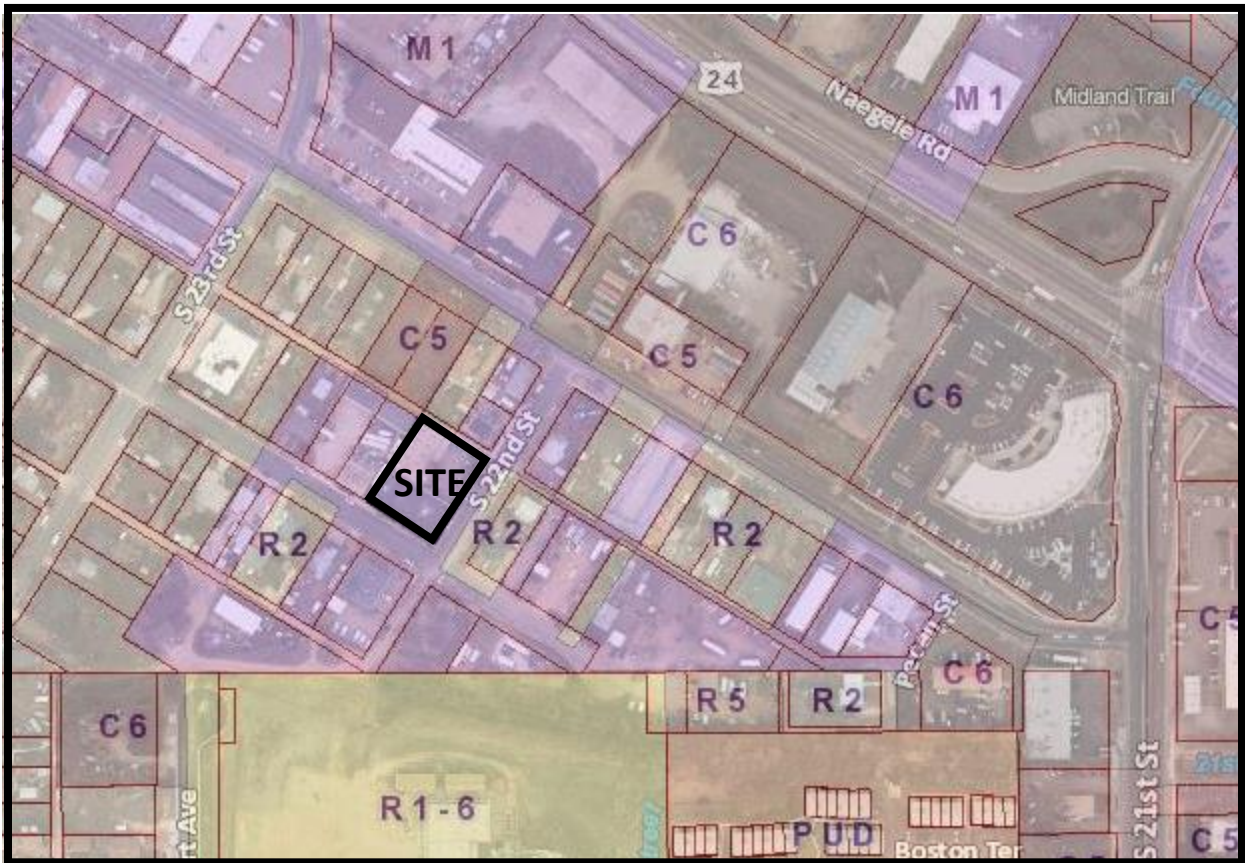 M 1
24
Naegele Rd
M 1
Midland Trail
S 23rd St
C 6
C 5
C 5
C 6
SITE
S 22nd St
R 2
R 2
R 2
Pecan St
C 6
R 5
R 2
C 6
R 1 - 6
PUD
Boston Ter
S 21st St
C 5
C 5